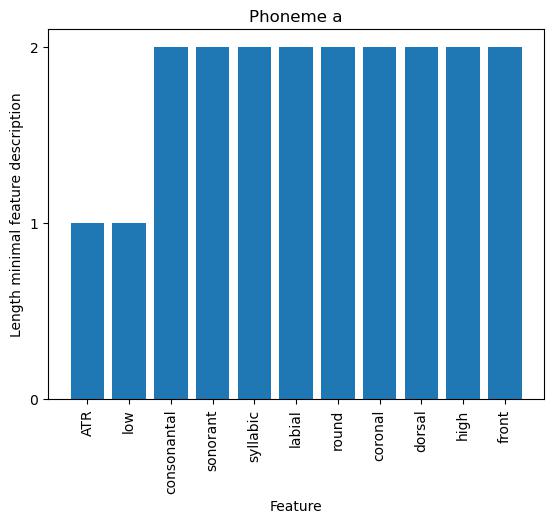 Phoneme a
Length minimal feature description
2
1
0
ATR
low
consonantal
sonorant
syllabic
labial
round
coronal
dorsal
high
front
Feature